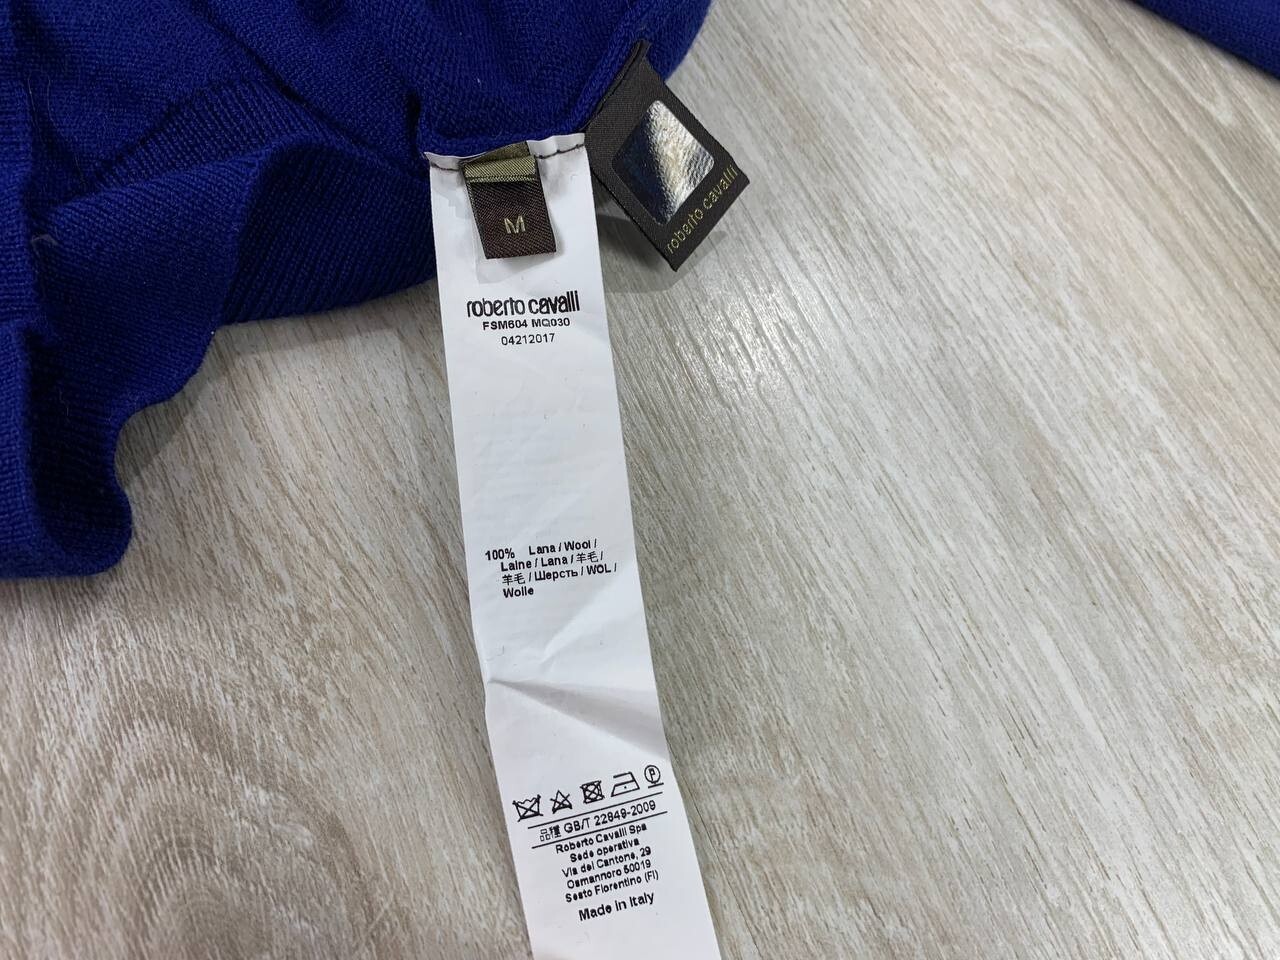 M
roberto cavalli
roberto cavalli
FSM604 MQ030
04212017
100% Lana / Wool /
Laine / Lana / 羊毛 /
羊毛 / Шерсть / WOL /
Wolle
P
品種 GB/T 22849-2009
Roberto Cavalli Spa
Sede operativa
Via del Cantone, 29
Osmannoro 50019
Sesto Fiorentino (FI)
Made in Italy